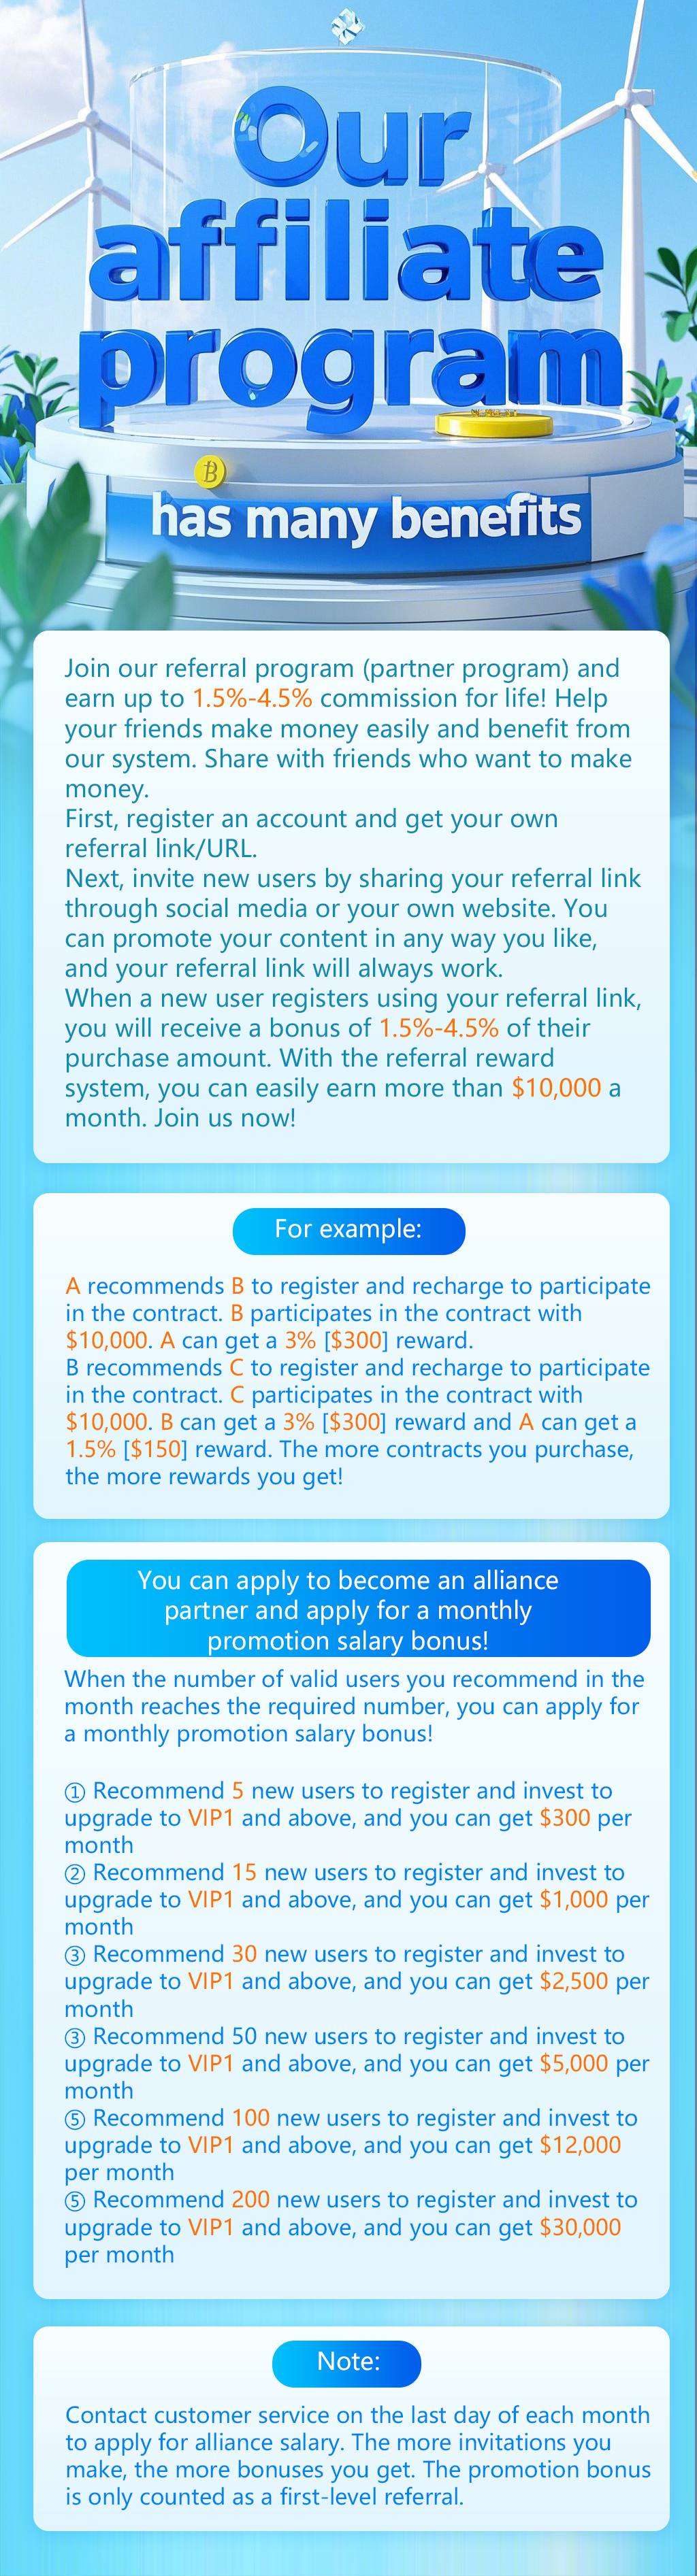 Our
affiliate
program
has many benefits
Join our referral program (partner program) and
earn up to 1.5%-4.5% commission for life! Help
your friends make money easily and benefit from
our system. Share with friends who want to make
money.
First, register an account and get your own
referral link/URL.
Next, invite new users by sharing your referral link
through social media or your own website. You
can promote your content in any way you like,
and your referral link will always work.
When a new user registers using your referral link,
you will receive a bonus of 1.5%-4.5% of their
purchase amount. With the referral reward
system, you can easily earn more than $10,000 a
month. Join us now!
For example:
A recommends B to register and recharge to participate
in the contract. B participates in the contract with
$10,000. A can get a 3% [$300] reward.
B recommends C to register and recharge to participate
in the contract. C participates in the contract with
$10,000. B can get a 3% [$300] reward and A can get a
1.5% [$150] reward. The more contracts you purchase,
the more rewards you get!
You can apply to become an alliance
partner and apply for a monthly
promotion salary bonus!
When the number of valid users you recommend in the
month reaches the required number, you can apply for
a monthly promotion salary bonus!
① Recommend 5 new users to register and invest to
upgrade to VIP1 and above, and you can get $300 per
month
② Recommend 15 new users to register and invest to
upgrade to VIP1 and above, and you can get $1,000 per
month
③ Recommend 30 new users to register and invest to
upgrade to VIP1 and above, and you can get $2,500 per
month
③ Recommend 50 new users to register and invest to
upgrade to VIP1 and above, and you can get $5,000 per
month
⑤ Recommend 100 new users to register and invest to
upgrade to VIP1 and above, and you can get $12,000
per month
⑤ Recommend 200 new users to register and invest to
upgrade to VIP1 and above, and you can get $30,000
per month
Note:
Contact customer service on the last day of each month
to apply for alliance salary. The more invitations you
make, the more bonuses you get. The promotion bonus
is only counted as a first-level referral.